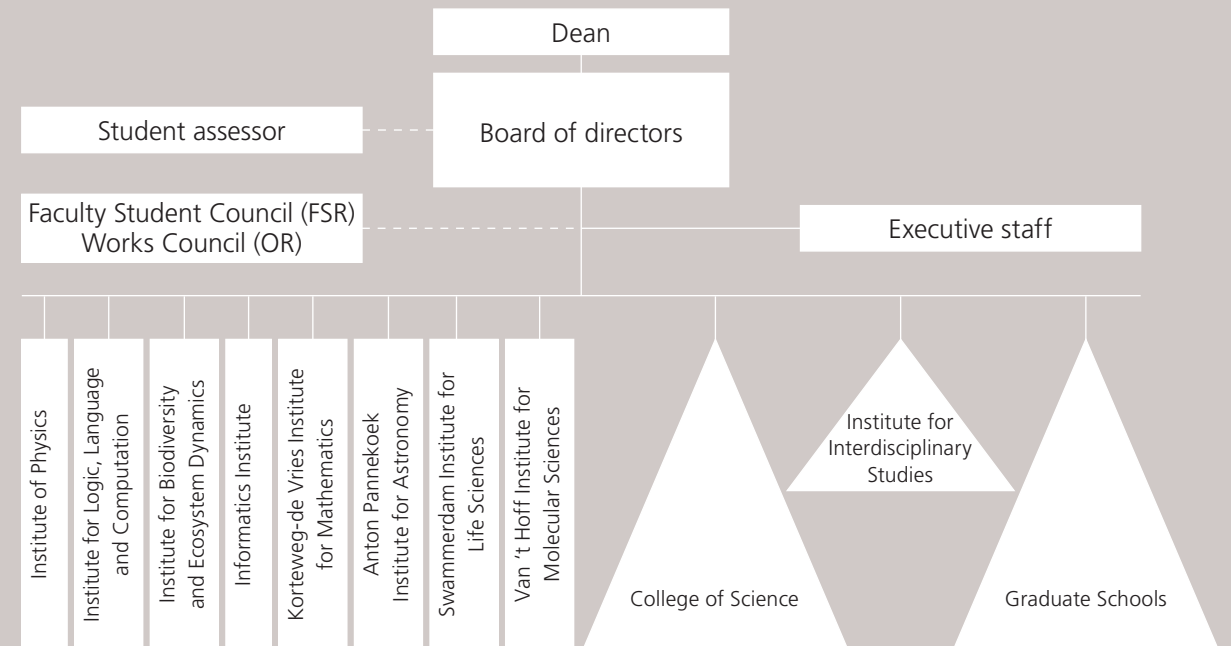 Dean
Board of directors
Student assessor
Faculty Student Council (FSR)
Works Council (OR)
Executive staff
Institute of Physics
Institute for Logic, Language
and Computation
Institute for Biodiversity
and Ecosystem Dynamics
Informatics Institute
Korteweg-de Vries Institute
for Mathematics
Anton Pannekoek
Institute for Astronomy
Swammerdam Institute for
Life Sciences
Van ‘t Hoff Institute for
Molecular Sciences
College of Science
Institute for
Interdisciplinary
Studies
Graduate Schools